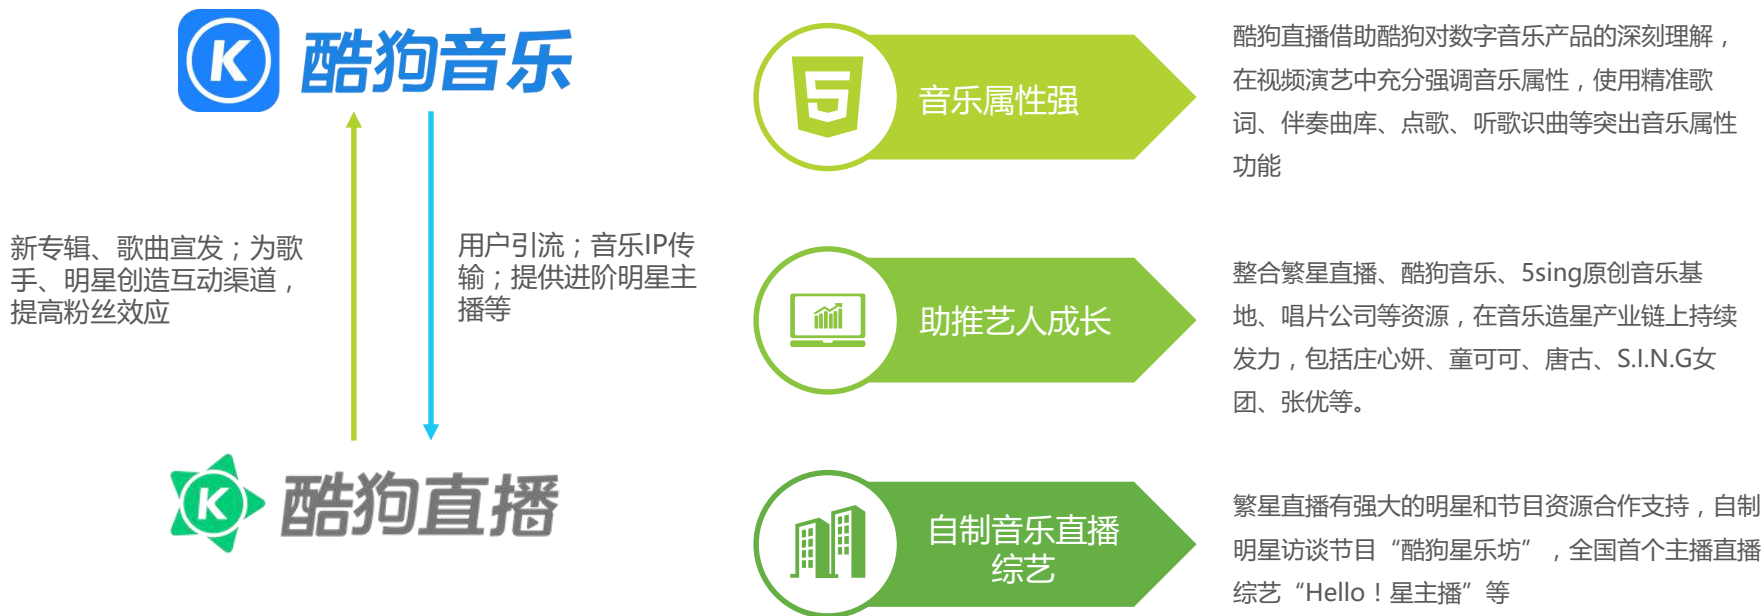 K
酷狗音乐
新专辑、歌曲宣发；为歌
手、明星创造互动渠道，
提高粉丝效应
用户引流；音乐IP传
输；提供进阶明星主
播等
K
酷狗直播
5
音乐属性强
酷狗直播借助酷狗对数字音乐产品的深刻理解，
在视频演艺中充分强调音乐属性，使用精准歌
词、伴奏曲库、点歌、听歌识曲等突出音乐属性
功能
助推艺人成长
整合繁星直播、酷狗音乐、5sing原创音乐基
地、唱片公司等资源，在音乐造星产业链上持续
发力，包括庄心妍、童可可、唐古、S.I.N.G女
团、张优等。
自制音乐直播
综艺
繁星直播有强大的明星和节目资源合作支持，自制
明星访谈节目“酷狗星乐坊”，全国首个主播直播
综艺“Hello！星主播”等